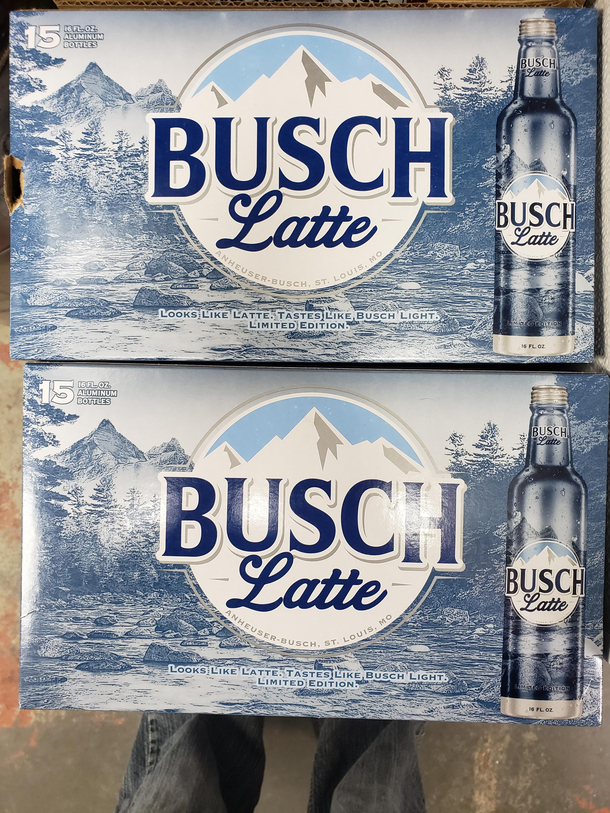 15 16 FL. OZ.
ALUMINUM
BOTTLES
BUSCH
Latte
ANHEUSER-BUSCH, ST. LOUIS, MO
LOOKS LIKE LATTE. TASTES LIKE BUSCH LIGHT.
LIMITED EDITION.
BUSCH
Latte
BUSCH
Latte
LIMITED EDITION
16 FL. OZ.
15 16 FL. OZ.
ALUMINUM
BOTTLES
BUSCH
Latte
ANHEUSER-BUSCH, ST. LOUIS, MO
LOOKS LIKE LATTE. TASTES LIKE BUSCH LIGHT.
LIMITED EDITION.
BUSCH
Latte
BUSCH
Latte
16 FL. OZ.